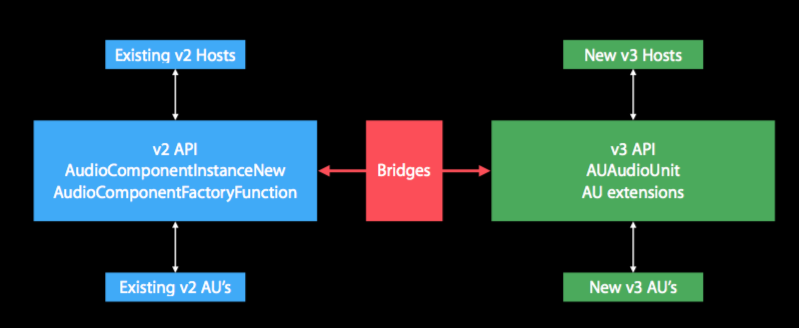 Existing v2 Hosts
New v3 Hosts
v2 API
AudioComponentInstanceNew
AudioComponentFactoryFunction
Bridges
v3 API
AUAudioUnit
AU extensions
Existing v2 AU’s
New v3 AU’s